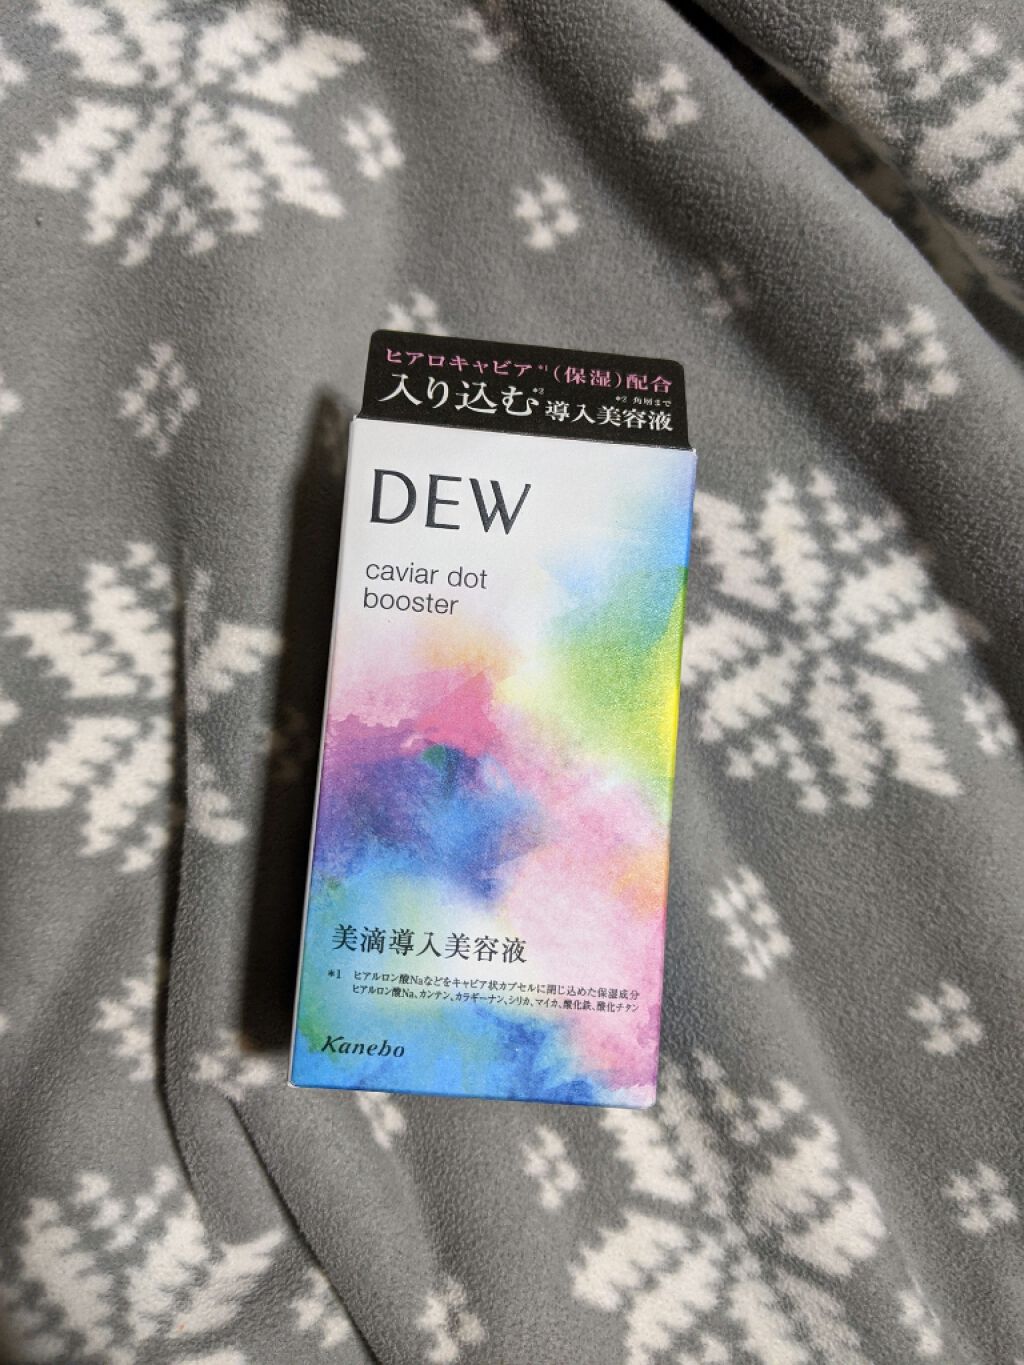 ヒアロキャビア*1(保湿)配合
入り込む*2導入美容液
*2 角層まで
DEW
caviar dot
booster
美滴導入美容液
*1 ヒアルロン酸Naなどをキャビア状カプセルに閉じ込めた保湿成分
ヒアルロン酸Na、カンテン、カラギーナン、シリカ、マイカ、酸化鉄、酸化チタン
Kanebo